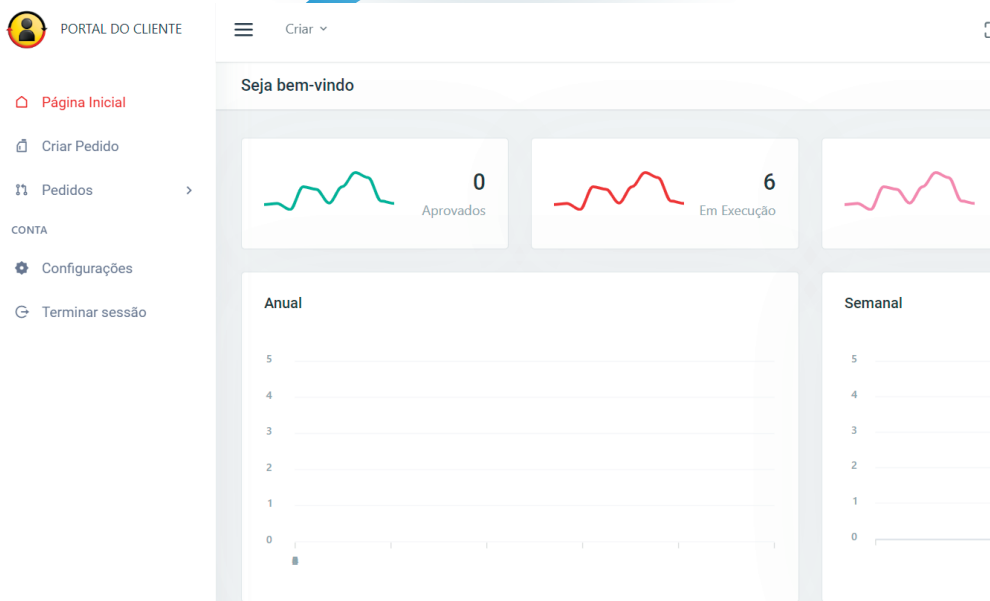 PORTAL DO CLIENTE
Criar
Seja bem-vindo
Página Inicial
Criar Pedido
Pedidos
CONTA
Configurações
Terminar sessão
0
Aprovados
6
Em Execução
Anual
5
4
3
2
1
0
Semanal
5
4
3
2
1
0